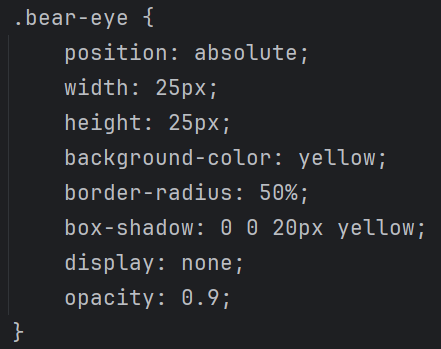 .bear-eye {
    position: absolute;
    width: 25px;
    height: 25px;
    background-color: yellow;
    border-radius: 50%;
    box-shadow: 0 0 20px yellow;
    display: none;
    opacity: 0.9;
}